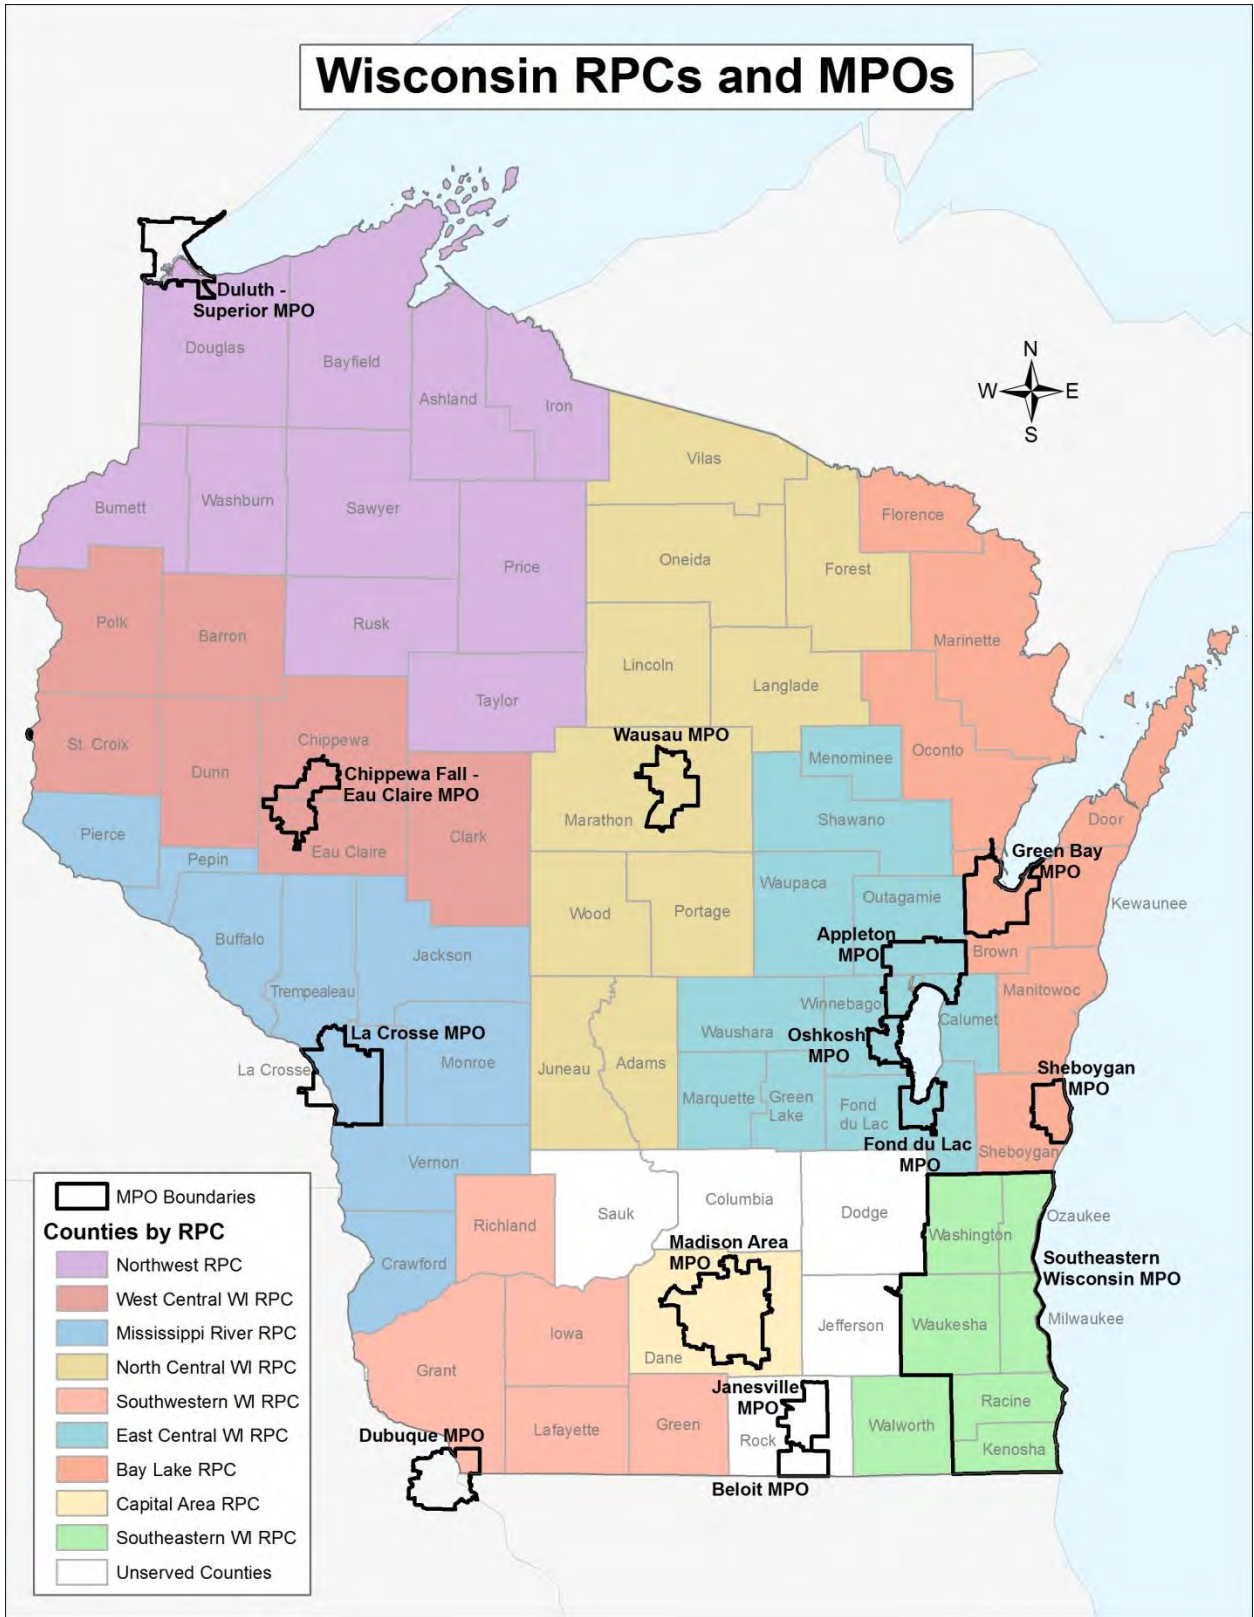 Wisconsin RPCs and MPOs
Duluth -
Superior MPO
Douglas
Bayfield
Ashland
Iron
N
W
E
S
Vilas
Burnett
Washburn
Sawyer
Florence
Price
Oneida
Forest
Polk
Barron
Rusk
Marinette
Lincoln
Langlade
Taylor
St. Croix
Chippewa
Wausau MPO
Oconto
Menominee
Dunn
Chippewa Fall -
Eau Claire MPO
Marathon
Shawano
Door
Pierce
Clark
Eau Claire
Pepin
Green Bay
MPO
Waupaca
Outagamie
Kewaunee
Wood
Portage
Buffalo
Appleton
MPO
Brown
Jackson
Trempealeau
Manitowoc
Winnebago
Calumet
La Crosse MPO
Waushara
Oshkosh
MPO
La Crosse
Monroe
Juneau
Adams
Sheboygan
MPO
Marquette
Green
Lake
Fond
du Lac
Fond du Lac
MPO
Sheboygan
Vernon
Columbia
Sauk
Dodge
Richland
Ozaukee
Washington
Madison Area
MPO
Crawford
Southeastern
Wisconsin MPO
Milwaukee
Jefferson
Waukesha
Iowa
Dane
Grant
Janesville
MPO
Racine
Lafayette
Green
Rock
Walworth
Kenosha
Dubuque MPO
Beloit MPO
MPO Boundaries
Counties by RPC
Northwest RPC
West Central WI RPC
Mississippi River RPC
North Central WI RPC
Southwestern WI RPC
East Central WI RPC
Bay Lake RPC
Capital Area RPC
Southeastern WI RPC
Unserved Counties